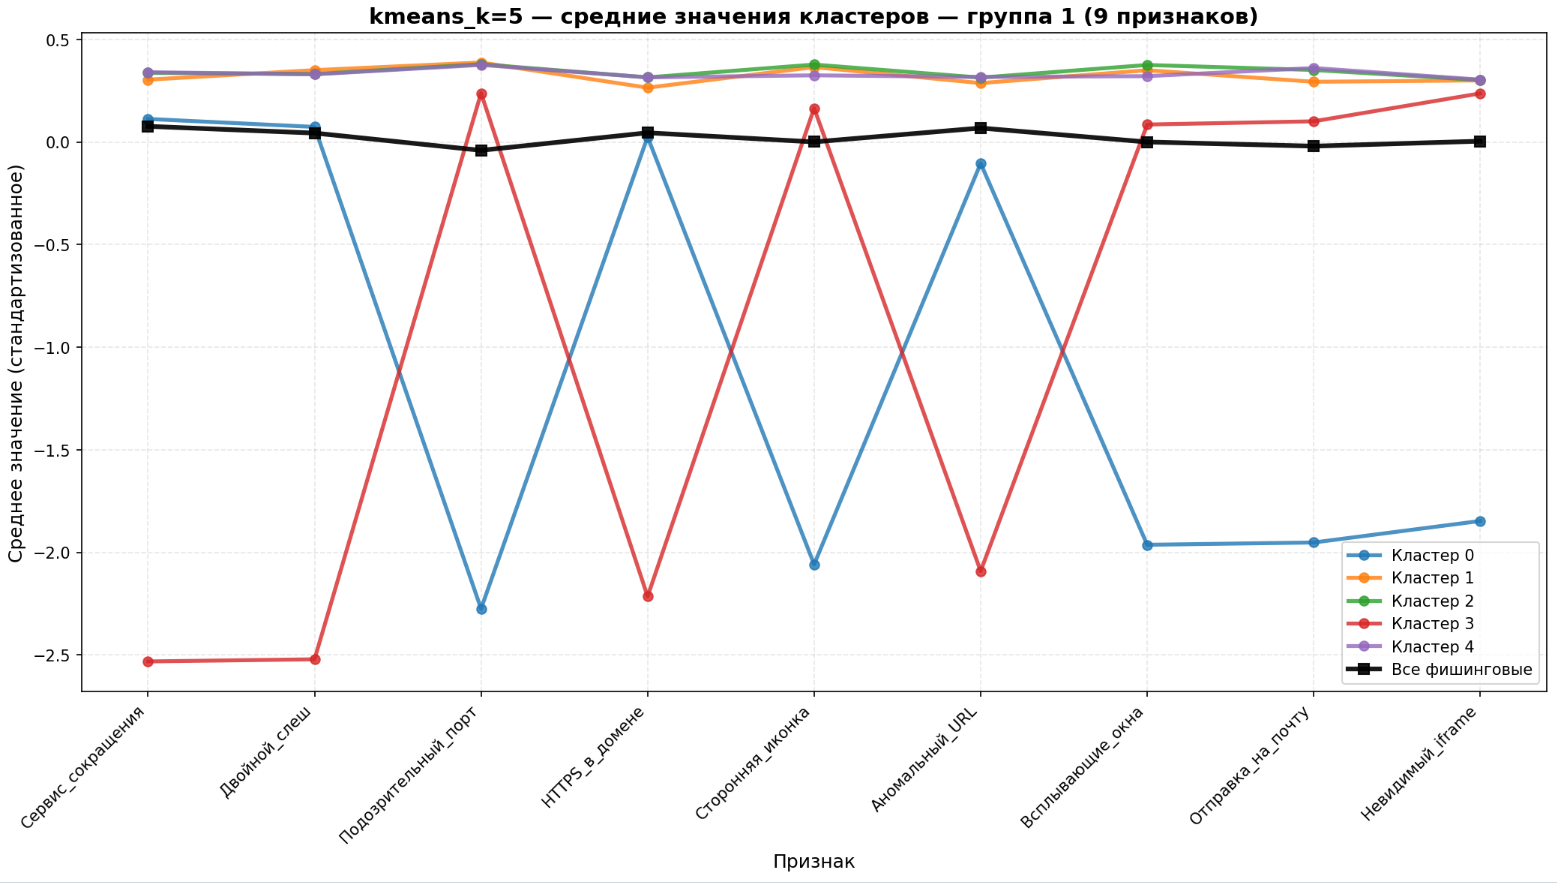 kmeans_k=5 — средние значения кластеров — группа 1 (9 признаков)
Среднее значение (стандартизованное)
0.5
0.0
−0.5
−1.0
−1.5
−2.0
−2.5
Кластер 0
Кластер 1
Кластер 2
Кластер 3
Кластер 4
Все фишинговые
Сервис_сокращения
Двойной_слеш
Подозрительный_порт
HTTPS_в_домене
Сторонняя_иконка
Аномальный_URL
Всплывающие_окна
Отправка_на_почту
Невидимый_iframe
Признак